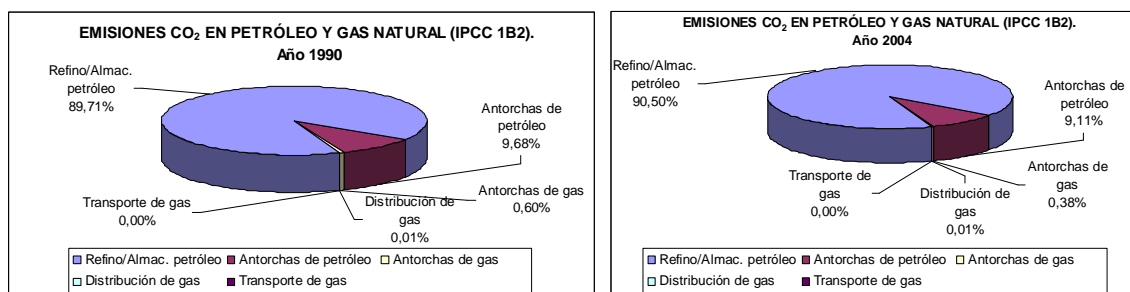 EMISIONES CO₂ EN PETRÓLEO Y GAS NATURAL (IPCC 1B2).
Año 1990
Refino/Almac.
petróleo
89,71%
Antorchas de
petróleo
9,68%
Antorchas de gas
0,60%
Distribución de
gas
0,01%
Transporte de gas
0,00%
Refino/Almac. petróleo
Antorchas de petróleo
Antorchas de gas
Distribución de gas
Transporte de gas
EMISIONES CO₂ EN PETRÓLEO Y GAS NATURAL (IPCC 1B2).
Año 2004
Refino/Almac.
petróleo
90,50%
Antorchas de
petróleo
9,11%
Antorchas de
gas
0,38%
Distribución de
gas
0,01%
Transporte de
gas
0,00%
Refino/Almac. petróleo
Antorchas de petróleo
Antorchas de gas
Distribución de gas
Transporte de gas